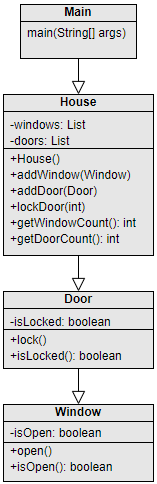 Main
main(String[] args)
House
-windows: List
-doors: List
+House()
+addWindow(Window)
+addDoor(Door)
+lockDoor(int)
+getWindowCount(): int
+getDoorCount(): int
Door
-isLocked: boolean
+lock()
+isLocked(): boolean
Window
-isOpen: boolean
+open()
+isOpen(): boolean